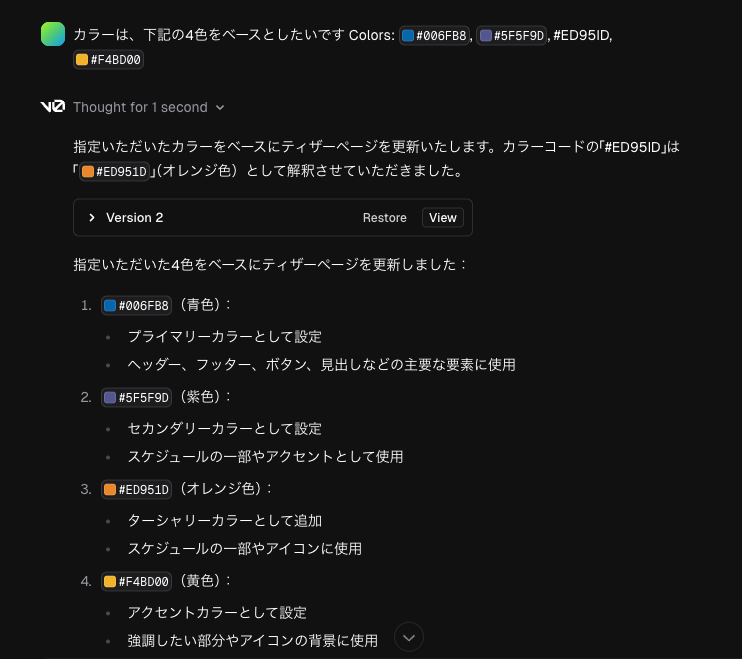 カラーは、下記の4色をベースとしたいです Colors: #006FB8, #5F5F9D, #ED95ID,
#F4BD00
v0 Thought for 1 second
指定いただいたカラーをベースにティザーページを更新いたします。カラーコードの「#ED95ID」は
「#ED951D」(オレンジ色）として解釈させていただきました。
Version 2 Restore View
指定いただいた4色をベースにティザーページを更新しました：
1. #006FB8 （青色）：
• プライマリーカラーとして設定
• ヘッダー、フッター、ボタン、見出しなどの主要な要素に使用
2. #5F5F9D （紫色）：
• セカンダリーカラーとして設定
• スケジュールの一部やアクセントとして使用
3. #ED951D （オレンジ色）：
• ターシャリーカラーとして追加
• スケジュールの一部やアイコンに使用
4. #F4BD00 （黄色）：
• アクセントカラーとして設定
• 強調したい部分やアイコンの背景に使用